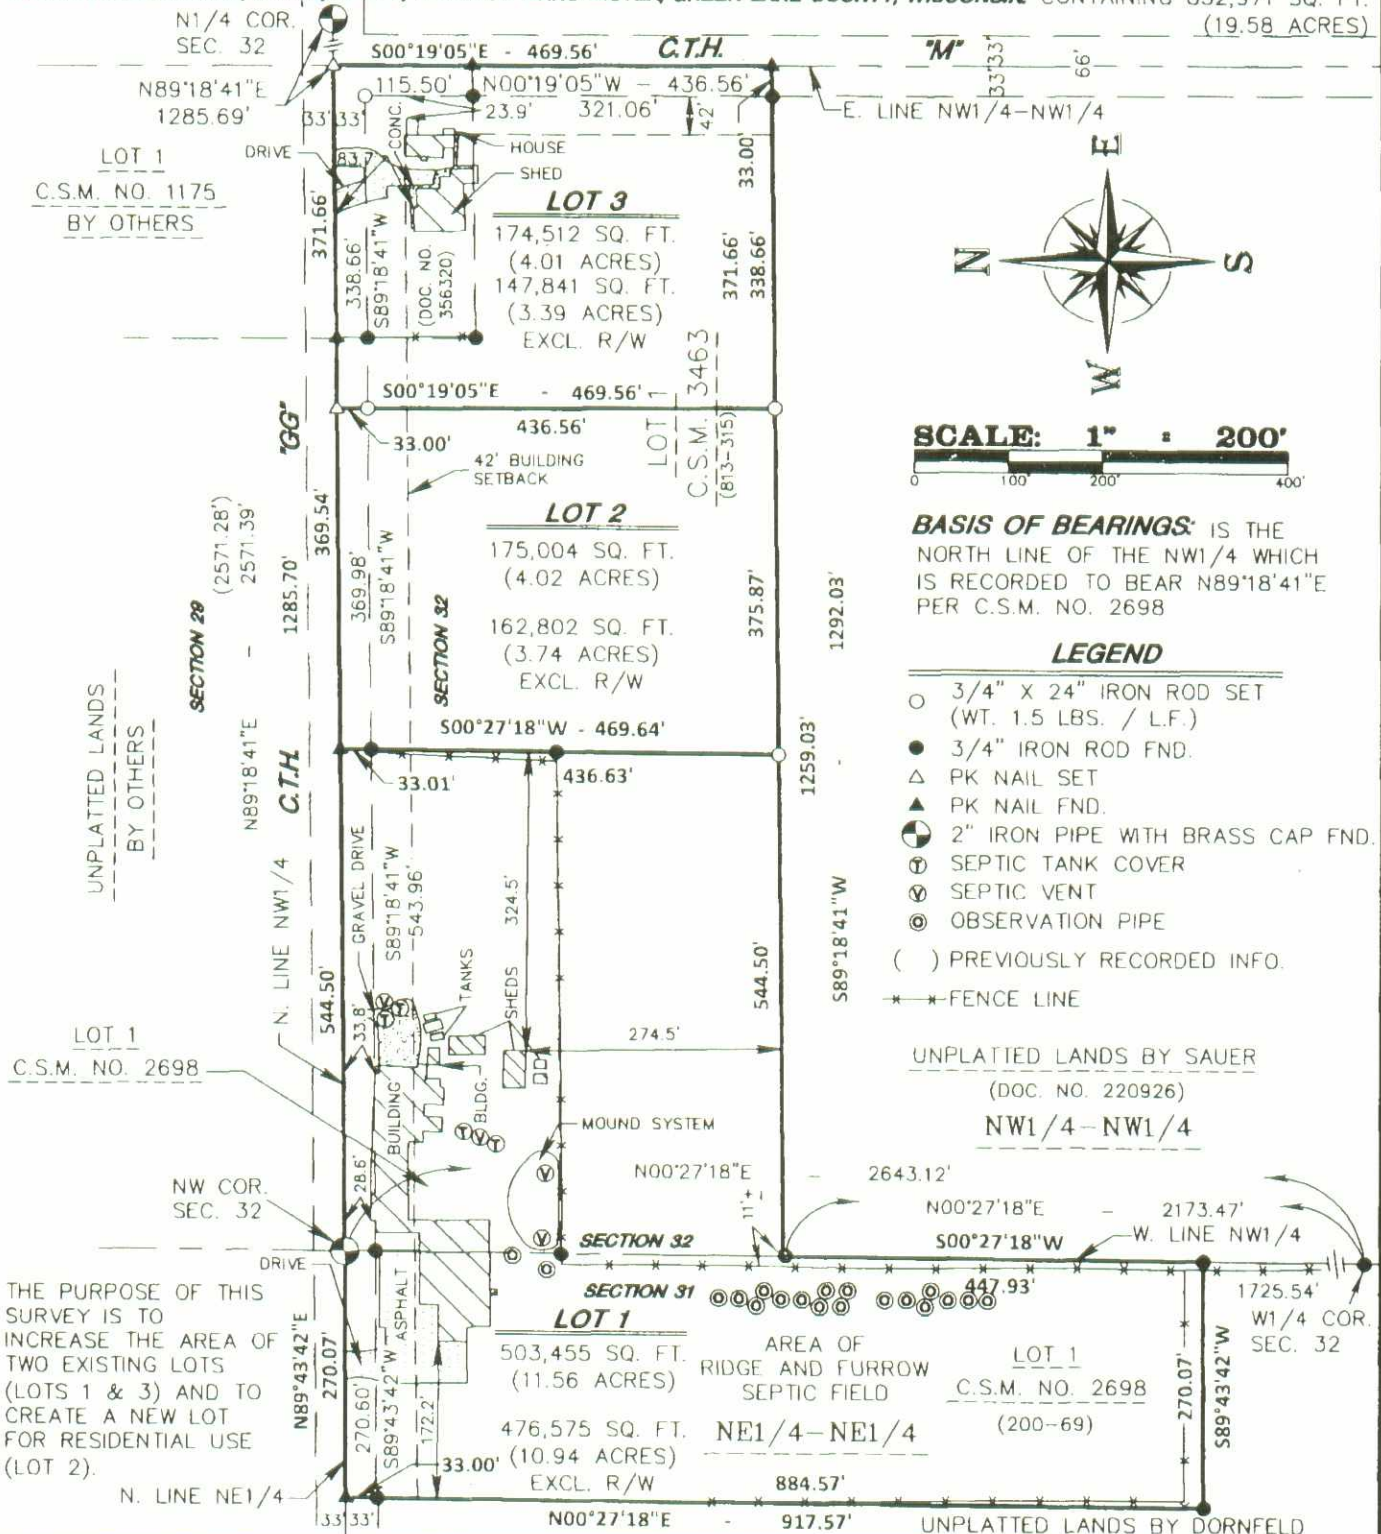 GREEN LAKE COUNTY, WISCONSIN. CONTAINING
(19.58 ACRES)
N1/4 COR.
SEC. 32
S00°19'05"E - 469.56'
C.T.H.
"M"
33' 33'
66'
N89°18'41"E
1285.69'
115.50'
N00°19'05"W - 436.56'
E. LINE NW1/4-NW1/4
33' 33'
CONC.
23.9'
321.06'
42'
33.00'
LOT 1
C.S.M. NO. 1175
BY OTHERS
DRIVE
83.7
HOUSE
SHED
371.66'
338.66'
S89°18'41"W
(DOC. NO.
356320)
LOT 3
174,512 SQ. FT.
(4.01 ACRES)
147,841 SQ. FT.
(3.39 ACRES)
EXCL. R/W
371.66'
338.66'
E
N
S
W
S00°19'05"E - 469.56'
436.56'
33.00'
LOT 1
C.S.M. 3463
(813-315)
"GG"
42' BUILDING
SETBACK
SCALE: 1" = 200'
0 100' 200' 400'
BASIS OF BEARINGS: IS THE
NORTH LINE OF THE NW1/4 WHICH
IS RECORDED TO BEAR N89°18'41"E
PER C.S.M. NO. 2698
SECTION 29
(2571.28')
2571.39'
N89°18'41"E -
1285.70'
C.T.H.
369.54'
369.98'
S89°18'41"W
SECTION 32
LOT 2
175,004 SQ. FT.
(4.02 ACRES)
162,802 SQ. FT.
(3.74 ACRES)
EXCL. R/W
375.87'
1292.03'
1259.03'
-
S89°18'41"W
UNPLATTED LANDS
BY OTHERS
S00°27'18"W - 469.64'
33.01'
436.63'
LEGEND
3/4" X 24" IRON ROD SET
(WT. 1.5 LBS. / L.F.)
3/4" IRON ROD FND.
PK NAIL SET
PK NAIL FND.
2" IRON PIPE WITH BRASS CAP FND.
SEPTIC TANK COVER
SEPTIC VENT
OBSERVATION PIPE
( ) PREVIOUSLY RECORDED INFO.
FENCE LINE
N. LINE NW1/4
544.50'
GRAVEL DRIVE
S89°18'41"W
543.96'
324.5'
544.50'
33.8'
TANKS
SHEDS
274.5'
LOT 1
C.S.M. NO. 2698
BUILDING
BLDG.
28.6'
MOUND SYSTEM
UNPLATTED LANDS BY SAUER
(DOC. NO. 220926)
NW1/4-NW1/4
N00°27'18"E - 2643.12'
N00°27'18"E - 2173.47'
11'±
NW COR.
SEC. 32
SECTION 32
S00°27'18"W
W. LINE NW1/4
DRIVE
SECTION 31
447.93'
1725.54'
W1/4 COR.
SEC. 32
THE PURPOSE OF THIS
SURVEY IS TO
INCREASE THE AREA OF
TWO EXISTING LOTS
(LOTS 1 & 3) AND TO
CREATE A NEW LOT
FOR RESIDENTIAL USE
(LOT 2).
N89°43'42"E
270.07'
270.60'
S89°43'42"W
ASPHALT
172.2'
LOT 1
503,455 SQ. FT.
(11.56 ACRES)
476,575 SQ. FT.
(10.94 ACRES)
EXCL. R/W
AREA OF
RIDGE AND FURROW
SEPTIC FIELD
NE1/4-NE1/4
LOT 1
C.S.M. NO. 2698
(200-69)
270.07'
S89°43'42"W
33.00'
884.57'
N. LINE NE1/4
33' 33'
N00°27'18"E - 917.57'
UNPLATTED LANDS BY DORNFELD